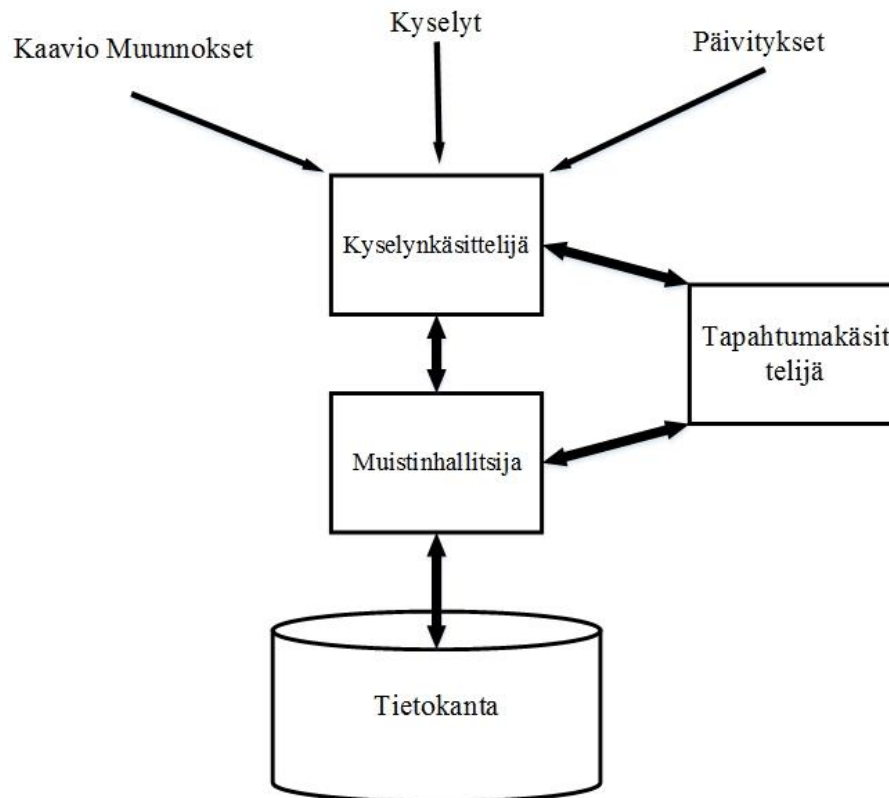 Kyselyt
Kaavio Muunnokset
Päivitykset
Kyselynkäsittelijä
Tapahtumakäsit
telijä
Muistinhallitsija
Tietokanta